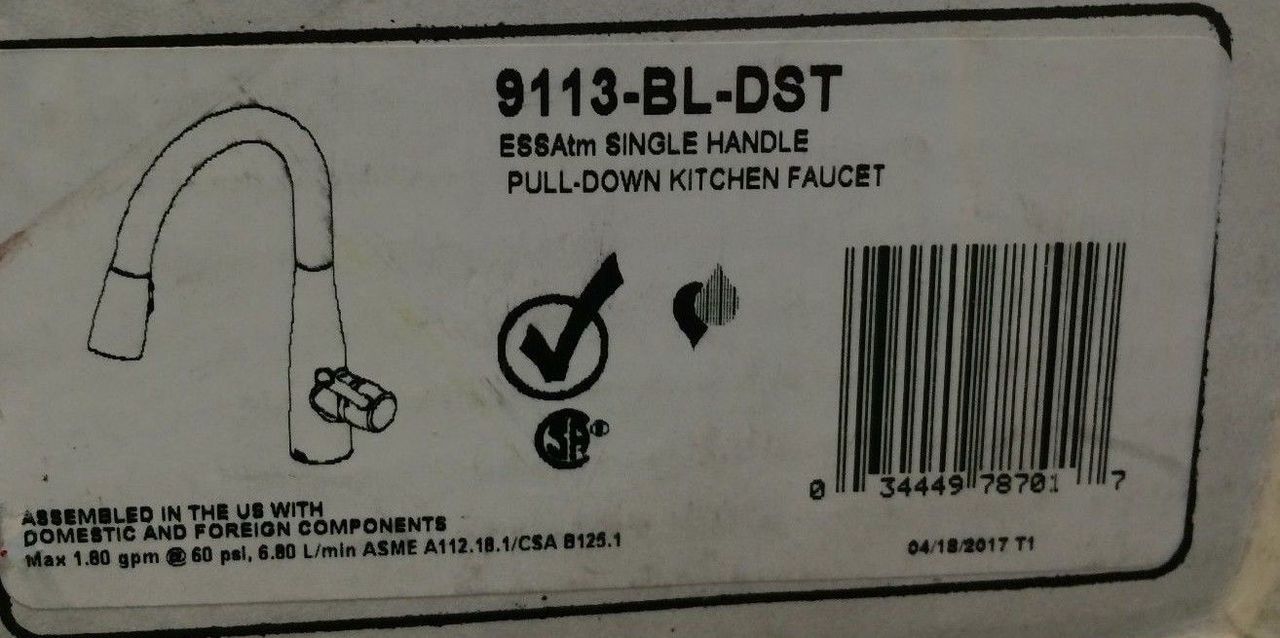 9113-BL-DST
ESSAtm SINGLE HANDLE
PULL-DOWN KITCHEN FAUCET
SA®
0 34449 78701 7
ASSEMBLED IN THE US WITH
DOMESTIC AND FOREIGN COMPONENTS
Max 1.80 gpm @ 60 psi, 6.80 L/min ASME A112.18.1/CSA B125.1
04/18/2017 T1